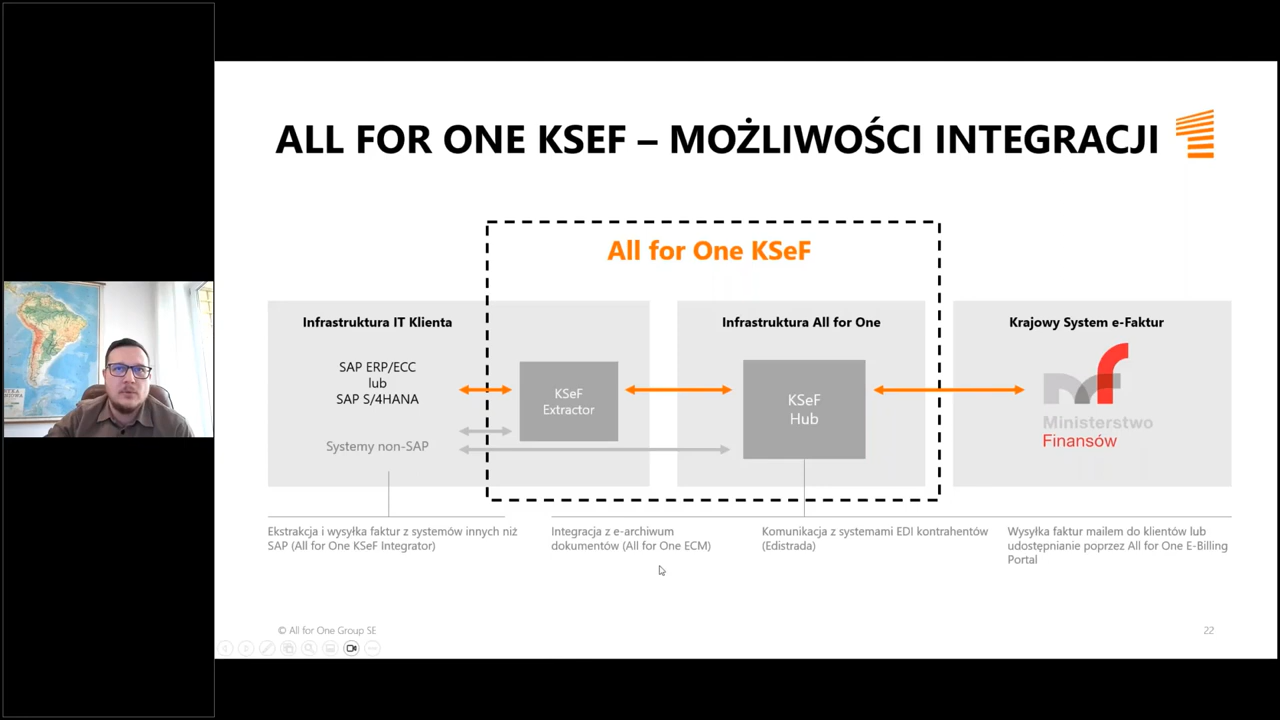 ALL FOR ONE KSEF – MOŻLIWOŚCI INTEGRACJI
All for One KSeF
Infrastruktura IT Klienta
Infrastruktura All for One
Krajowy System e-Faktur
SAP ERP/ECC
lub
SAP S/4HANA
Systemy non-SAP
KSeF
Extractor
KSeF
Hub
Ministerstwo
Finansów
Ekstrakcja i wysyłka faktur z systemów innych niż
SAP (All for One KSeF Integrator)
Integracja z e-archiwum
dokumentów (All for One ECM)
Komunikacja z systemami EDI kontrahentów
(Edistrada)
Wysyłka faktur mailem do klientów lub
udostępnianie poprzez All for One E-Billing
Portal
© All for One Group SE
22